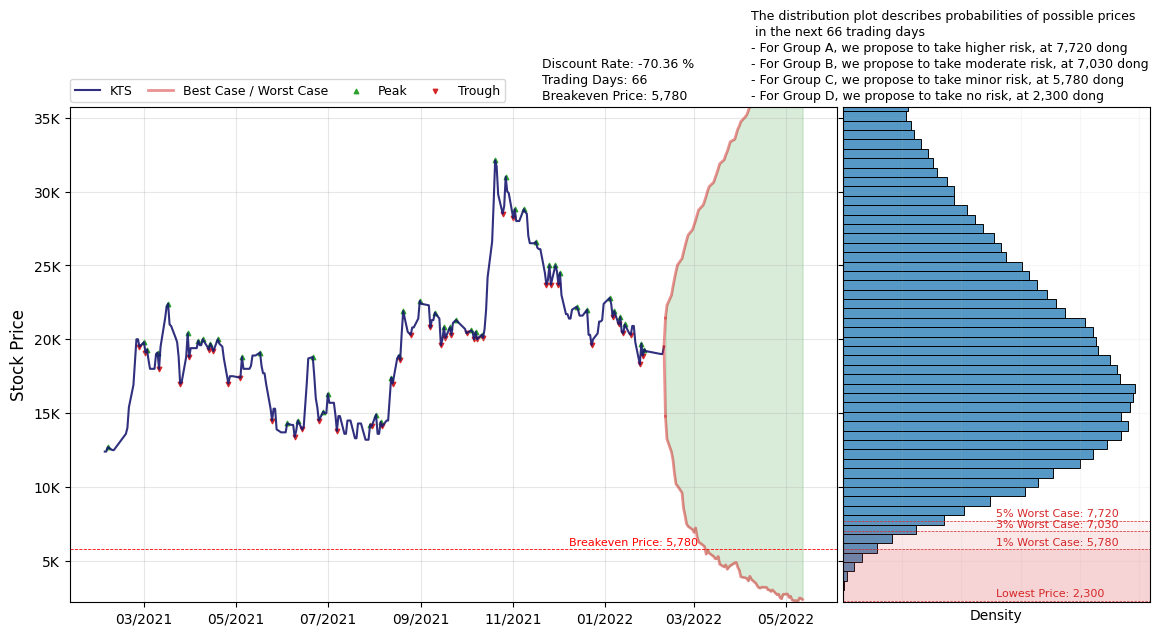 The distribution plot describes probabilities of possible prices
in the next 66 trading days
- For Group A, we propose to take higher risk, at 7,720 dong
- For Group B, we propose to take moderate risk, at 7,030 dong
- For Group C, we propose to take minor risk, at 5,780 dong
- For Group D, we propose to take no risk, at 2,300 dong
Discount Rate: -70.36 %
Trading Days: 66
Breakeven Price: 5,780
KTS
Best Case / Worst Case
Peak
Trough
Stock Price
35K
30K
25K
20K
15K
10K
5K
Breakeven Price: 5,780
5% Worst Case: 7,720
3% Worst Case: 7,030
1% Worst Case: 5,780
Lowest Price: 2,300
03/2021
05/2021
07/2021
09/2021
11/2021
01/2022
03/2022
05/2022
Density